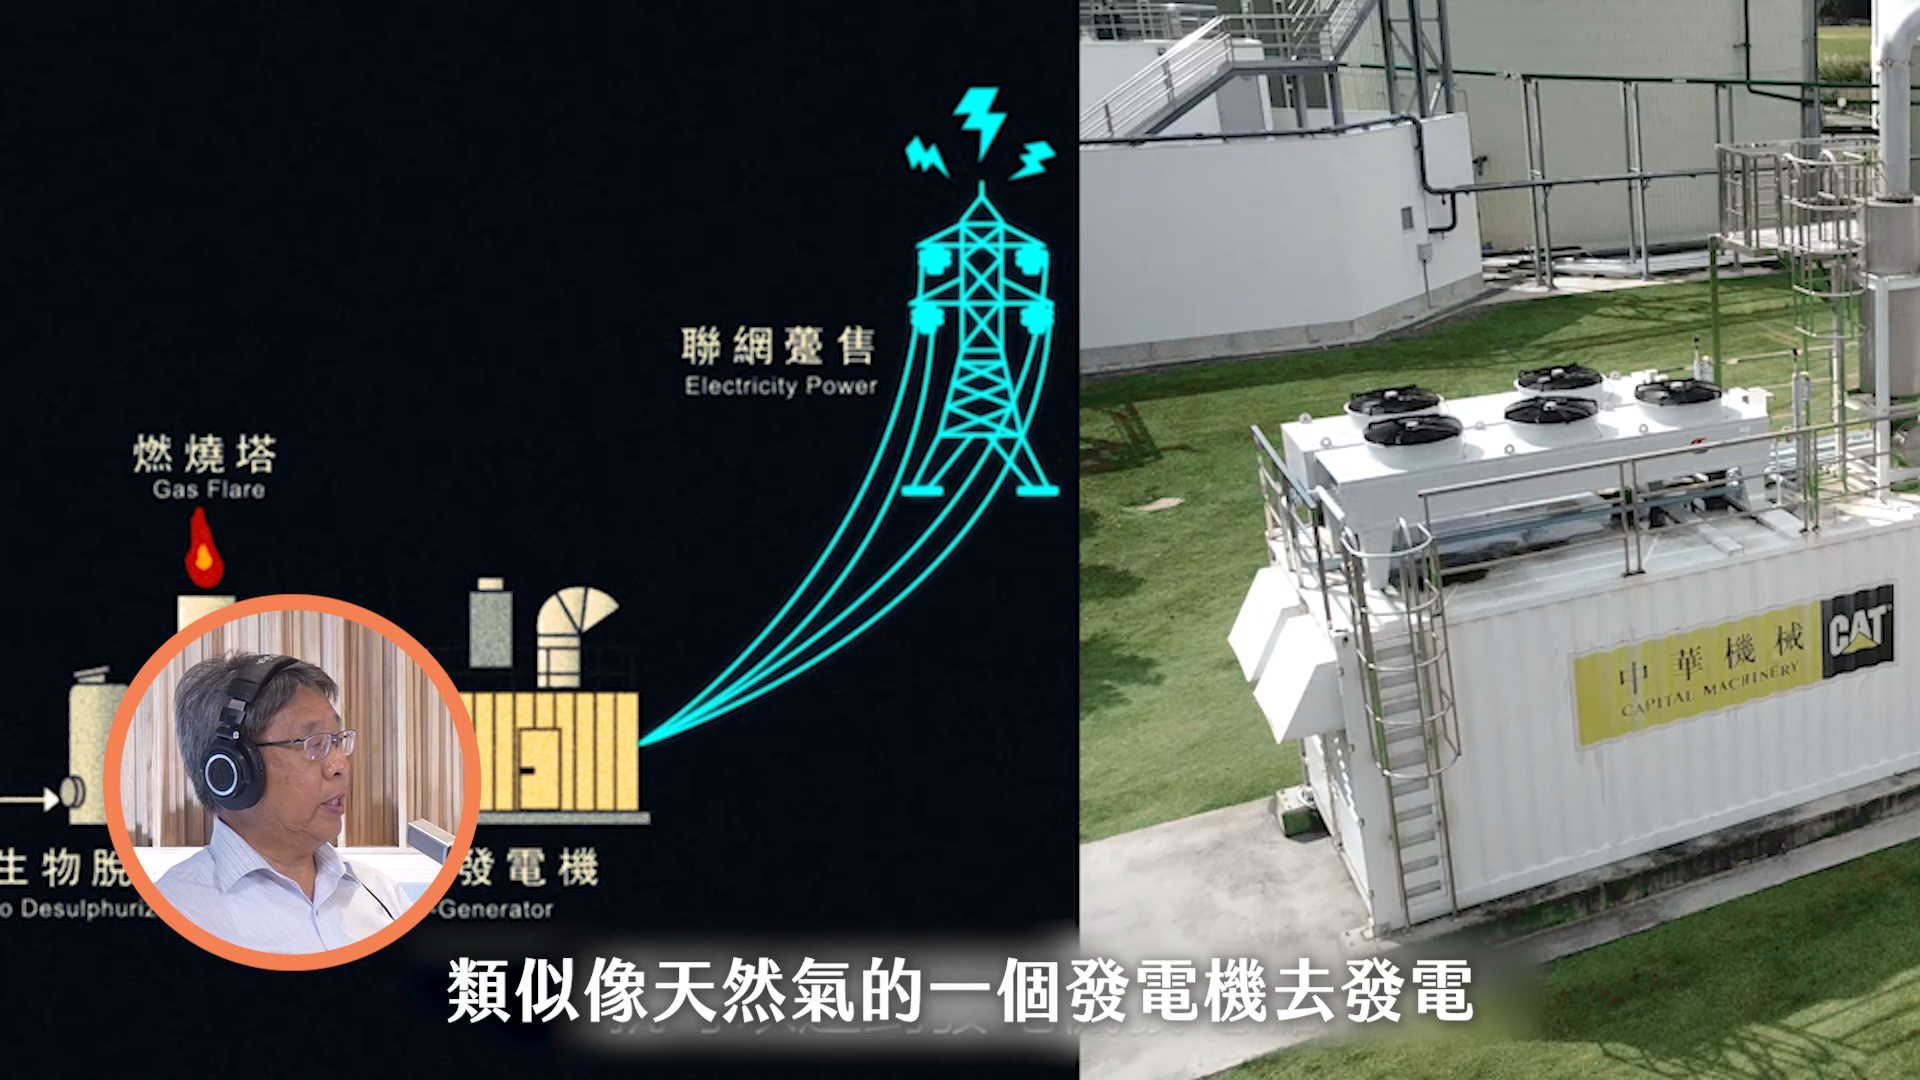 聯網躉售
Electricity Power
燃燒塔
Gas Flare
生物脫
o Desulphuriz
發電機
-Generator
中華機械
CAPITAL MACHINERY
CAT
類似像天然氣的一個發電機去發電